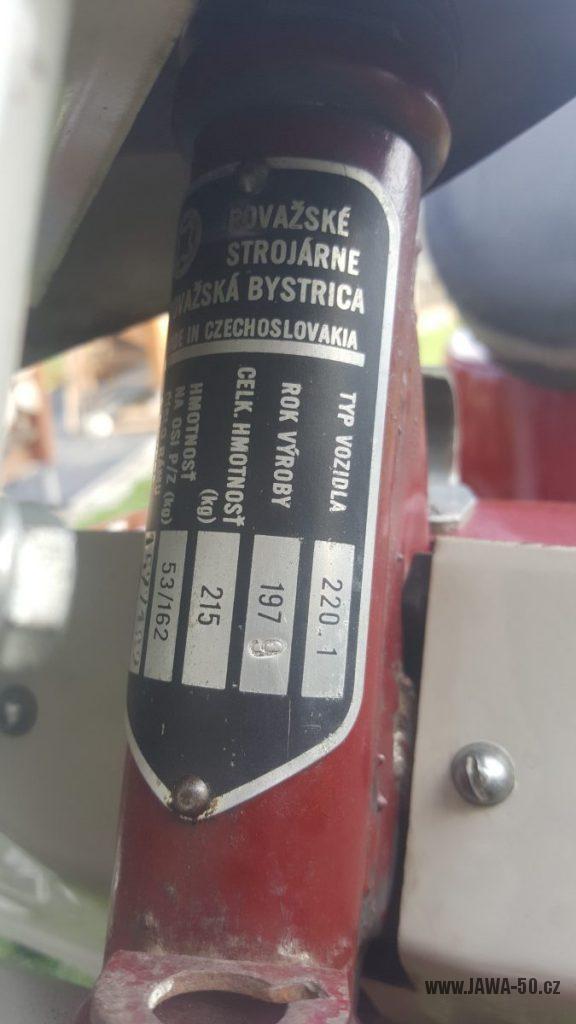 POVAŽSKÉ
STROJÁRNE
POVAŽSKÁ BYSTRICA
DE IN CZECHOSLOVAKIA
TYP VOZIDLA 220.1
ROK VÝROBY 1979
CELK. HMOTNOSŤ (kg) 215
HMOTNOSŤ
NA OSI P/Z (kg) 53/162
www.JAWA-50.cz